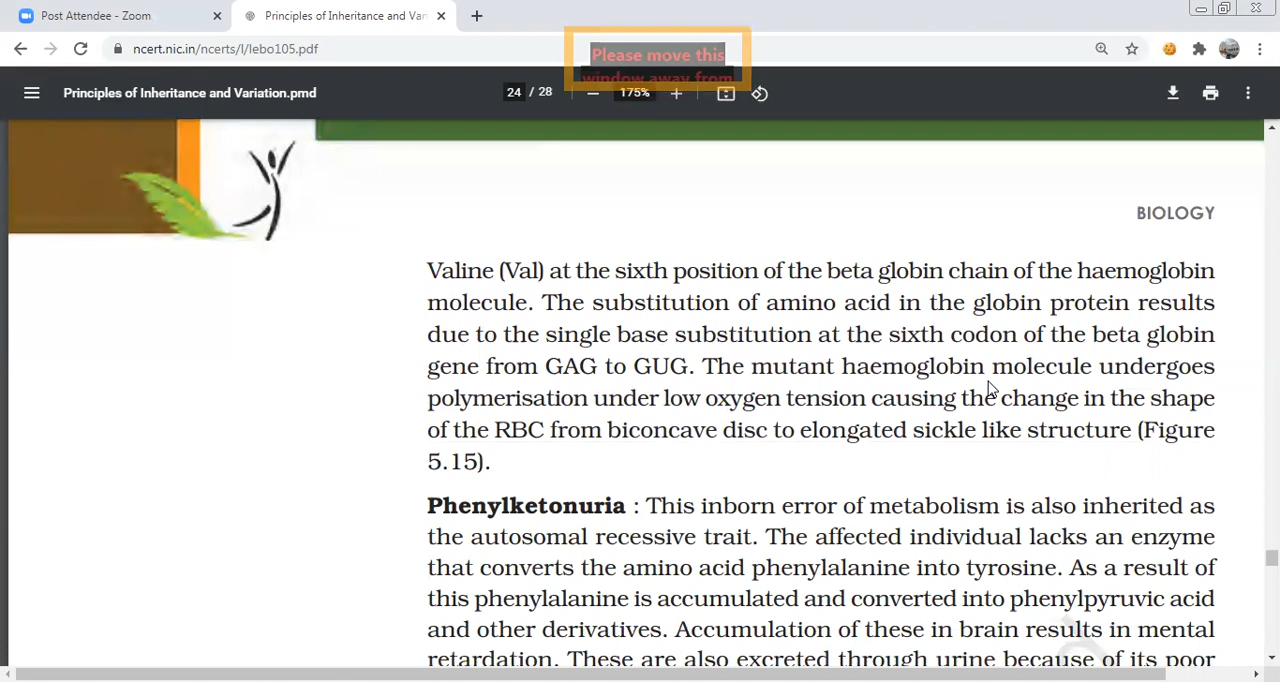 Post Attendee - Zoom
Principles of Inheritance and Var
ncert.nic.in/ncerts/l/lebo105.pdf
Please move this
window away from
Principles of Inheritance and Variation.pmd
24 / 28
175%
BIOLOGY
Valine (Val) at the sixth position of the beta globin chain of the haemoglobin
molecule. The substitution of amino acid in the globin protein results
due to the single base substitution at the sixth codon of the beta globin
gene from GAG to GUG. The mutant haemoglobin molecule undergoes
polymerisation under low oxygen tension causing the change in the shape
of the RBC from biconcave disc to elongated sickle like structure (Figure
5.15).
Phenylketonuria : This inborn error of metabolism is also inherited as
the autosomal recessive trait. The affected individual lacks an enzyme
that converts the amino acid phenylalanine into tyrosine. As a result of
this phenylalanine is accumulated and converted into phenylpyruvic acid
and other derivatives. Accumulation of these in brain results in mental
retardation. These are also excreted through urine because of its poor